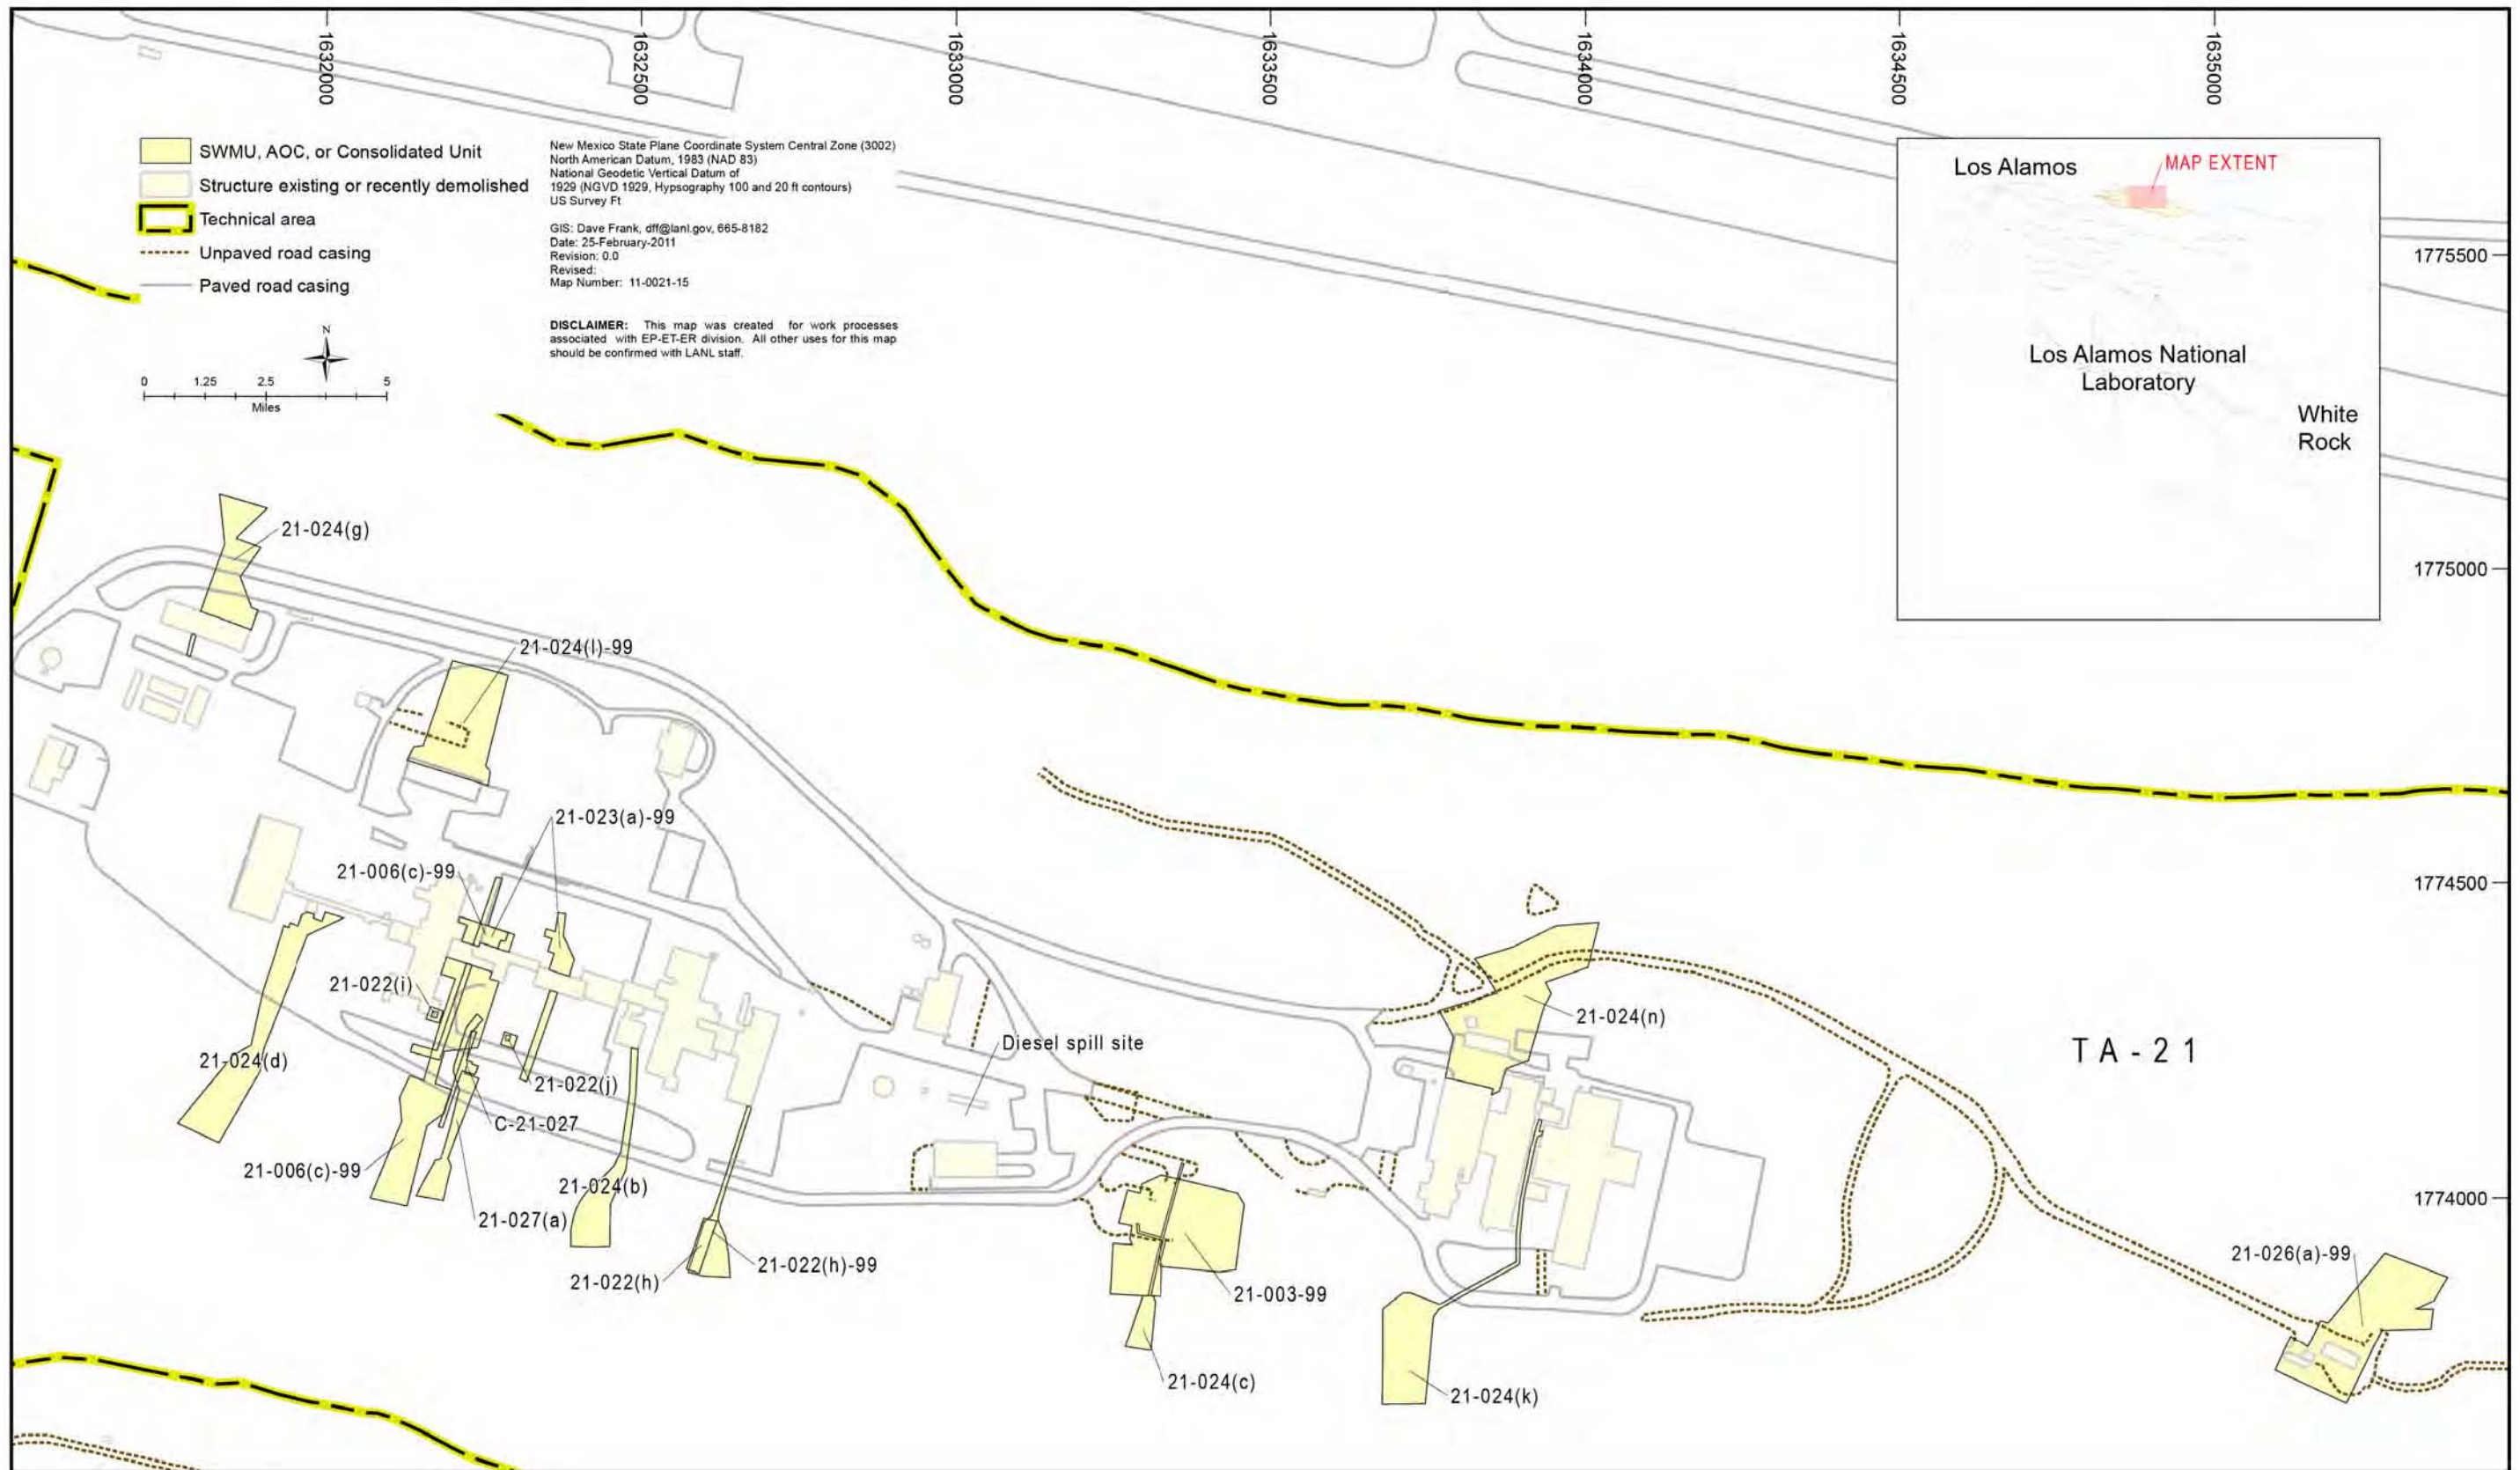 1632000
1632500
1633000
1633500
1634000
1634500
1635000
SWMU, AOC, or Consolidated Unit
Structure existing or recently demolished
Technical area
Unpaved road casing
Paved road casing
New Mexico State Plane Coordinate System Central Zone (3002)
North American Datum, 1983 (NAD 83)
National Geodetic Vertical Datum of
1929 (NGVD 1929, Hypsography 100 and 20 ft contours)
US Survey Ft
GIS: Dave Frank, dff@lanl.gov, 665-8182
Date: 25-February-2011
Revision: 0.0
Revised:
Map Number: 11-0021-15
DISCLAIMER: This map was created for work processes
associated with EP-ET-ER division. All other uses for this map
should be confirmed with LANL staff.
N
0 1.25 2.5 5
Miles
Los Alamos
MAP EXTENT
Los Alamos National
Laboratory
White
Rock
1775500
1775000
1774500
1774000
21-024(g)
21-024(l)-99
21-023(a)-99
21-006(c)-99
21-022(i)
21-024(d)
21-022(j)
C-21-027
21-006(c)-99
21-027(a)
21-024(b)
21-022(h)
21-022(h)-99
Diesel spill site
21-003-99
21-024(c)
21-024(n)
21-024(k)
TA-21
21-026(a)-99